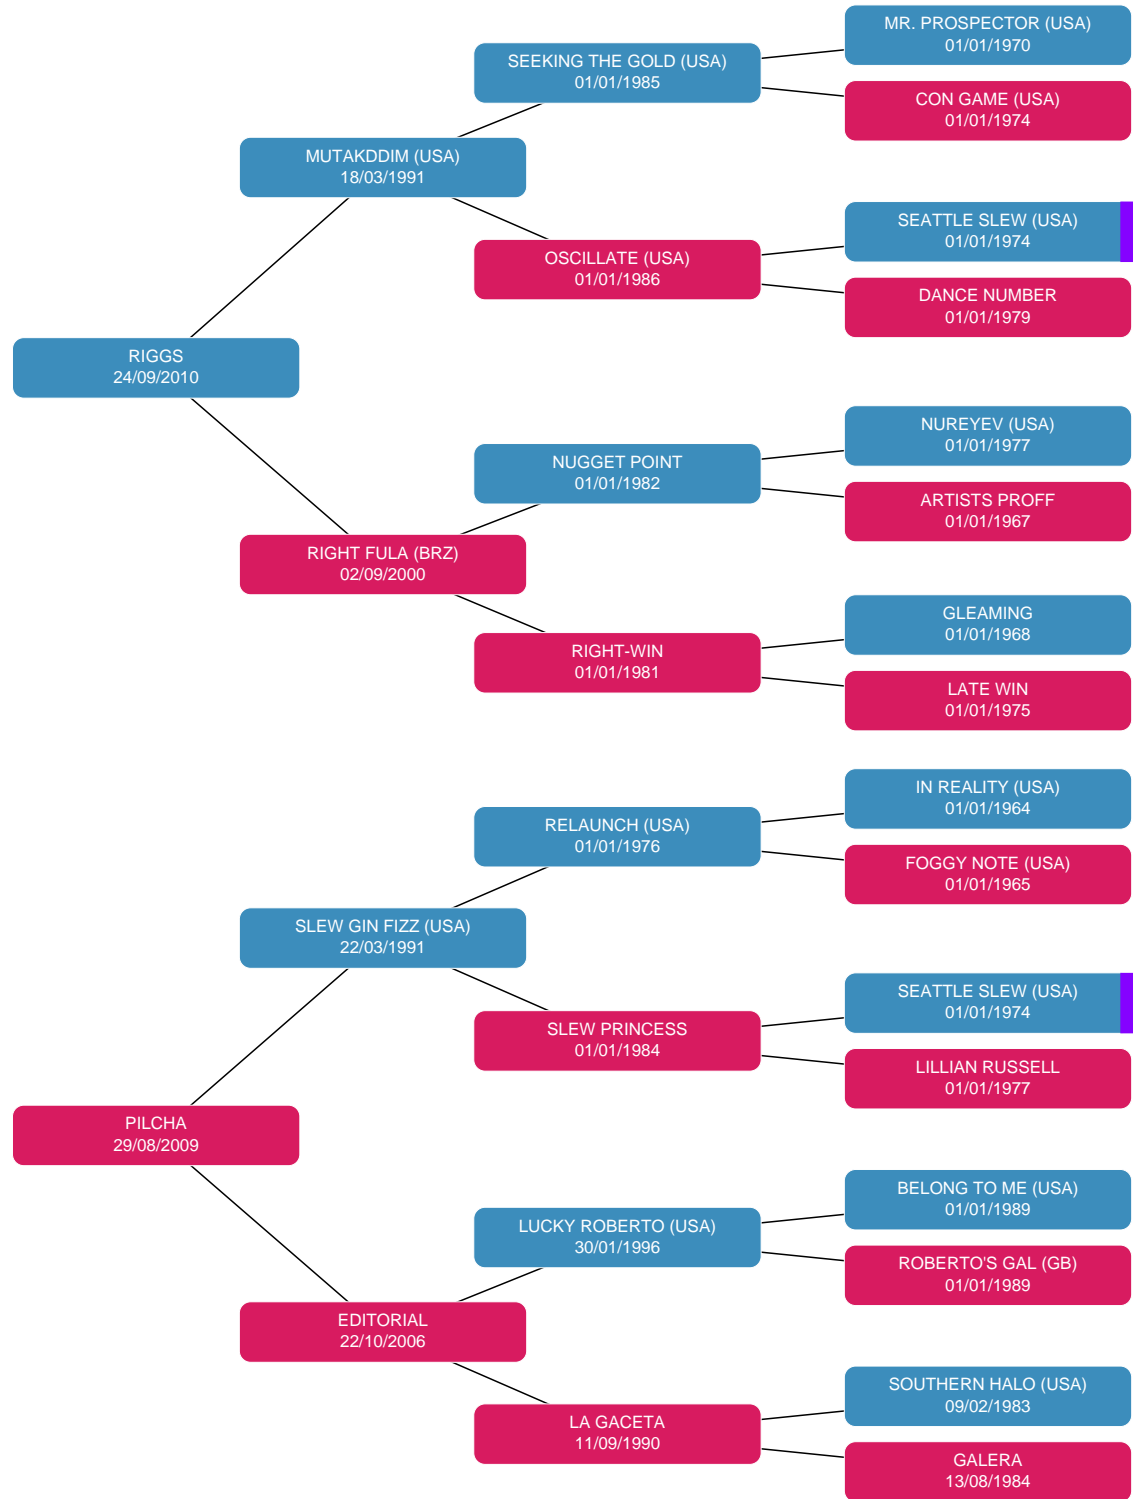 MR. PROSPECTOR (USA)
01/01/1970
SEEKING THE GOLD (USA)
01/01/1985
CON GAME (USA)
01/01/1974
MUTAKDDIM (USA)
18/03/1991
SEATTLE SLEW (USA)
01/01/1974
OSCILLATE (USA)
01/01/1986
DANCE NUMBER
01/01/1979
RIGGS
24/09/2010
NUREYEV (USA)
01/01/1977
NUGGET POINT
01/01/1982
ARTISTS PROFF
01/01/1967
RIGHT FULA (BRZ)
02/09/2000
GLEAMING
01/01/1968
RIGHT-WIN
01/01/1981
LATE WIN
01/01/1975
IN REALITY (USA)
01/01/1964
RELAUNCH (USA)
01/01/1976
FOGGY NOTE (USA)
01/01/1965
SLEW GIN FIZZ (USA)
22/03/1991
SEATTLE SLEW (USA)
01/01/1974
SLEW PRINCESS
01/01/1984
LILLIAN RUSSELL
01/01/1977
PILCHA
29/08/2009
BELONG TO ME (USA)
01/01/1989
LUCKY ROBERTO (USA)
30/01/1996
ROBERTO'S GAL (GB)
01/01/1989
EDITORIAL
22/10/2006
SOUTHERN HALO (USA)
09/02/1983
LA GACETA
11/09/1990
GALERA
13/08/1984